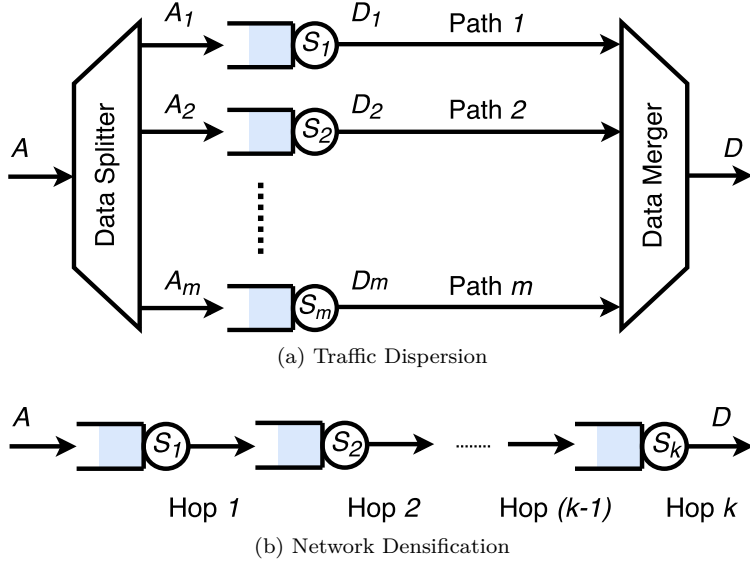 A
Data Splitter
A1
S1
D1
Path 1
A2
S2
D2
Path 2
Am
Sm
Dm
Path m
Data Merger
D
(a) Traffic Dispersion
A
S1
S2
........
Sk
D
Hop 1
Hop 2
Hop (k-1)
Hop k
(b) Network Densification